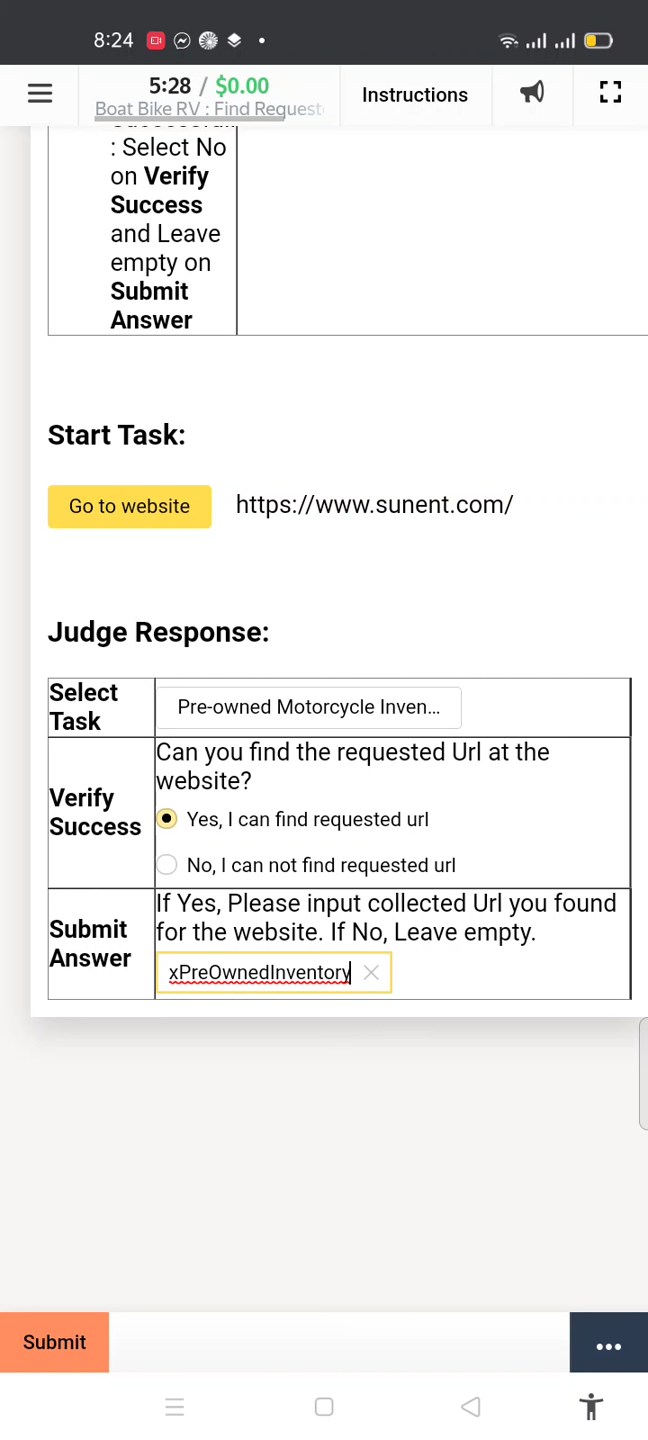 8:24
5:28 / $0.00
Boat Bike RV : Find Request
Instructions
: Select No
on Verify
Success
and Leave
empty on
Submit
Answer
Start Task:
Go to website https://www.sunent.com/
Judge Response:
Select
Task
Pre-owned Motorcycle Inven...
Verify
Success
Can you find the requested Url at the
website?
Yes, I can find requested url
No, I can not find requested url
Submit
Answer
If Yes, Please input collected Url you found
for the website. If No, Leave empty.
xPreOwnedInventory
Submit